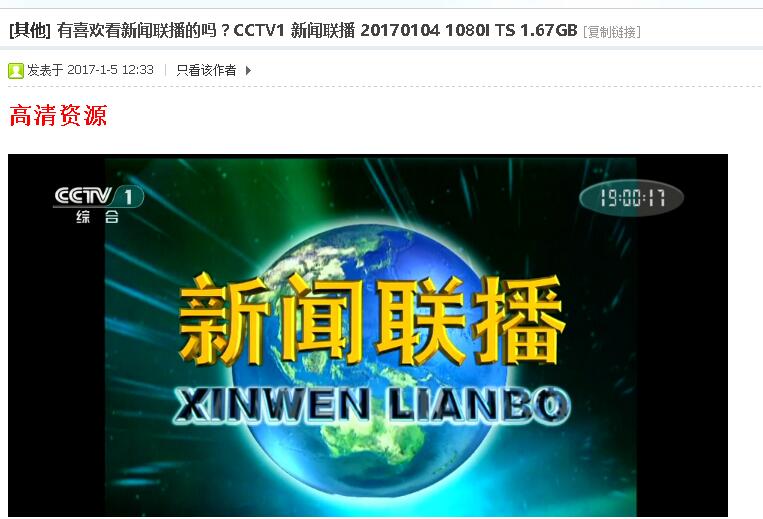 [其他] 有喜欢看新闻联播的吗？CCTV1 新闻联播 20170104 1080I TS 1.67GB [复制链接]
发表于 2017-1-5 12:33 只看该作者
高清资源
CCTV 1
综合
19:00:17
新闻联播
XINWEN LIANBO